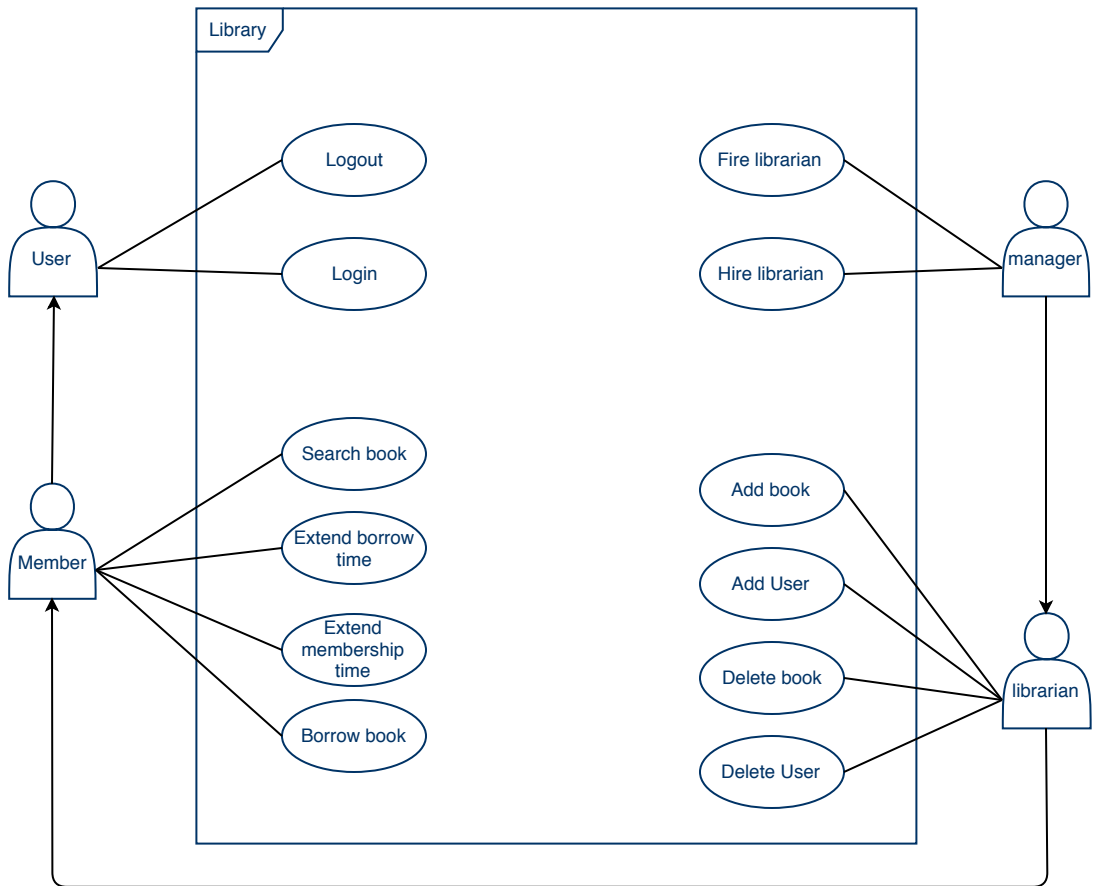 Library
Logout
Fire librarian
User
Login
Hire librarian
manager
Search book
Add book
Extend borrow
time
Member
Add User
Extend
membership
time
Delete book
librarian
Borrow book
Delete User